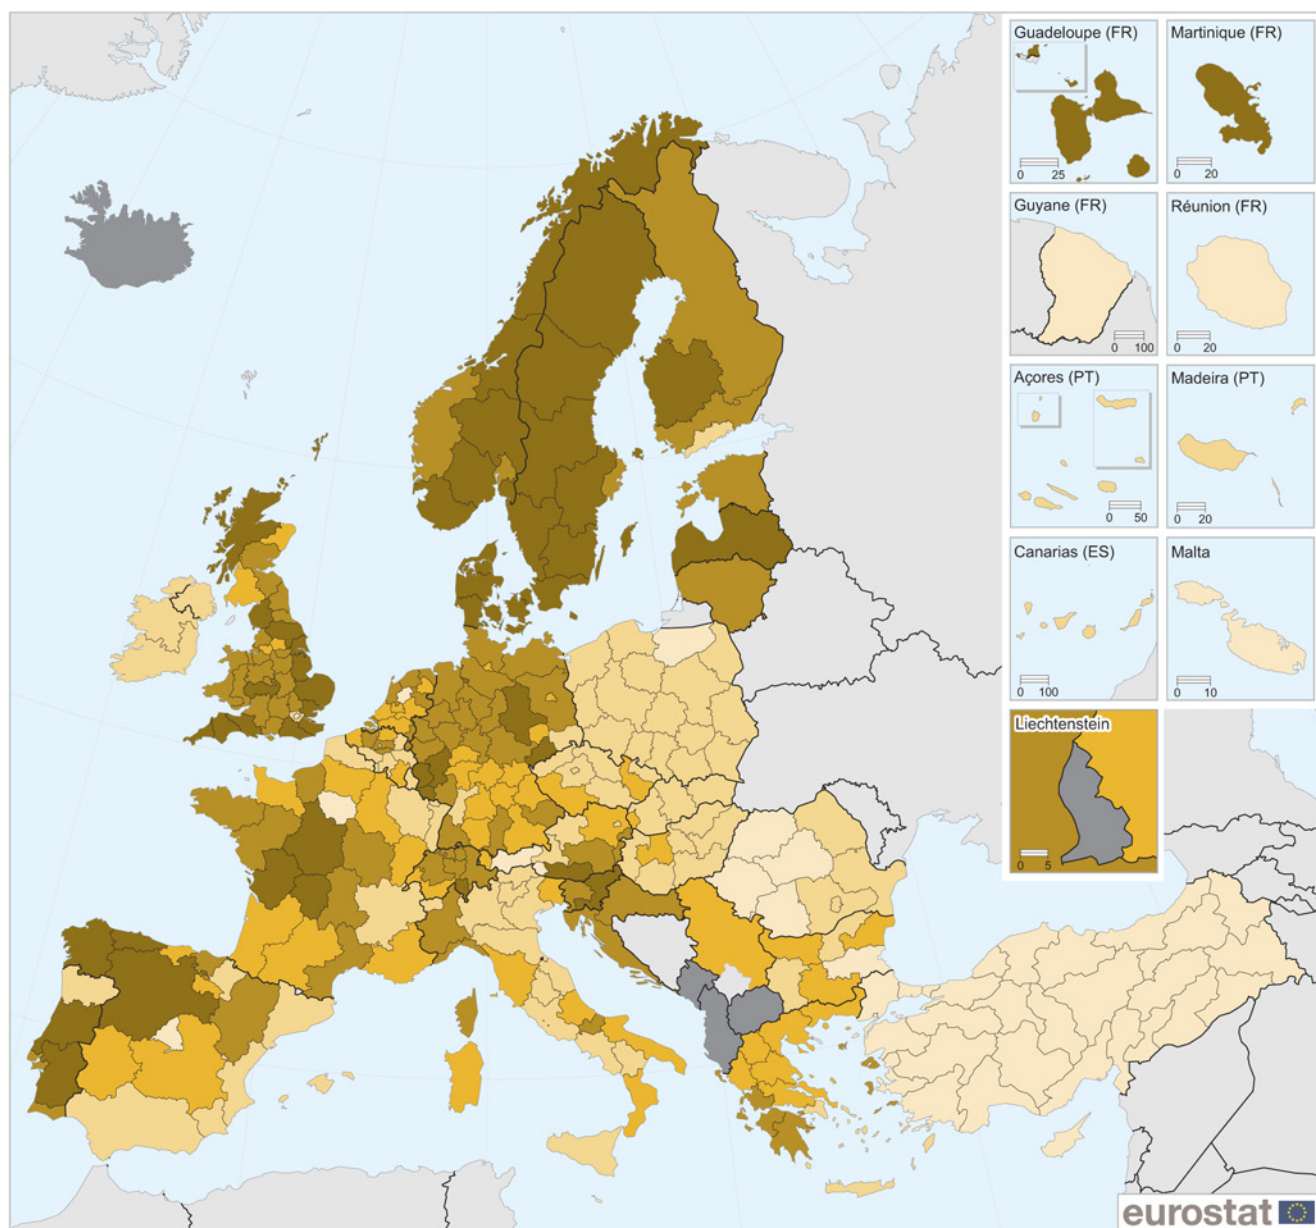 Guadeloupe (FR)
0 25
Martinique (FR)
0 20
Guyane (FR)
0 100
Réunion (FR)
0 20
Açores (PT)
0 50
Madeira (PT)
0 20
Canarias (ES)
0 100
Malta
0 10
Liechtenstein
0 5
eurostat